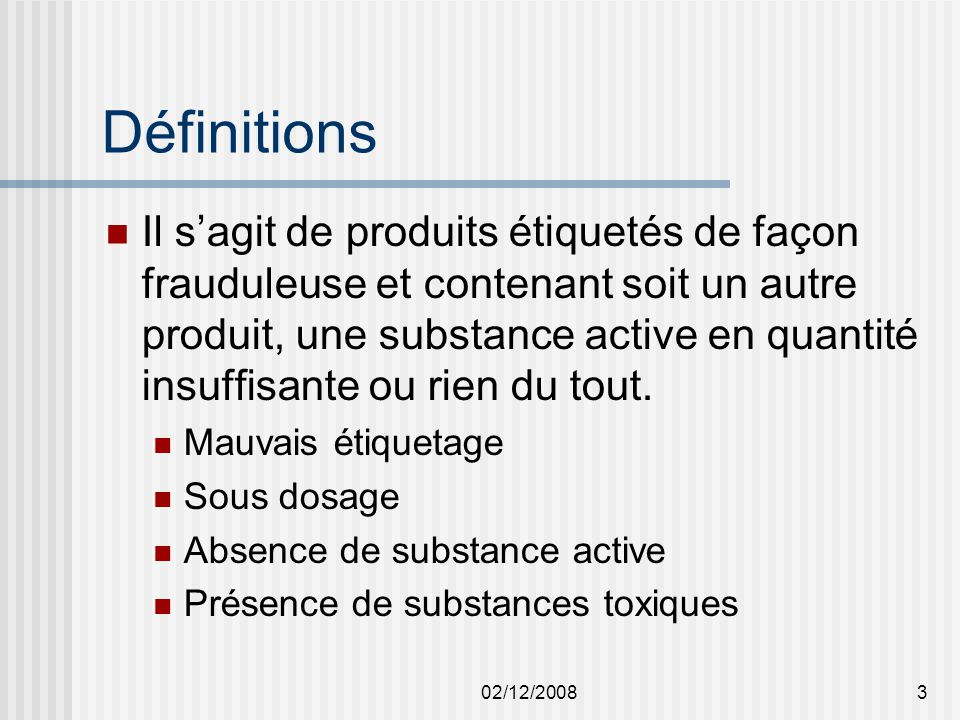 Définitions
Il s’agit de produits étiquetés de façon
frauduleuse et contenant soit un autre
produit, une substance active en quantité
insuffisante ou rien du tout.
Mauvais étiquetage
Sous dosage
Absence de substance active
Présence de substances toxiques
02/12/2008 3